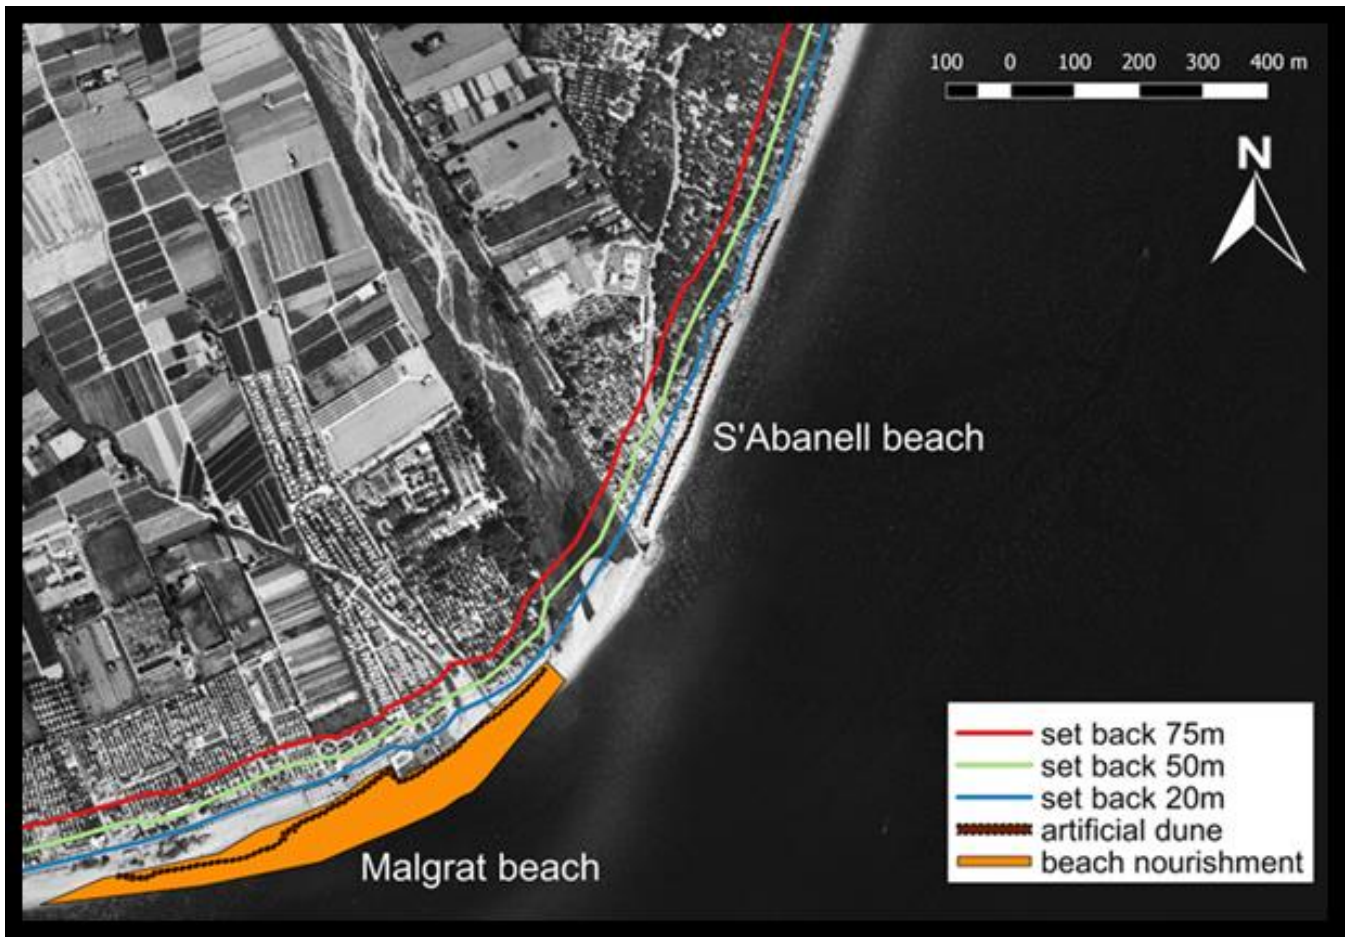 100 0 100 200 300 400 m
N
S'Abanell beach
set back 75m
set back 50m
set back 20m
artificial dune
beach nourishment
Malgrat beach